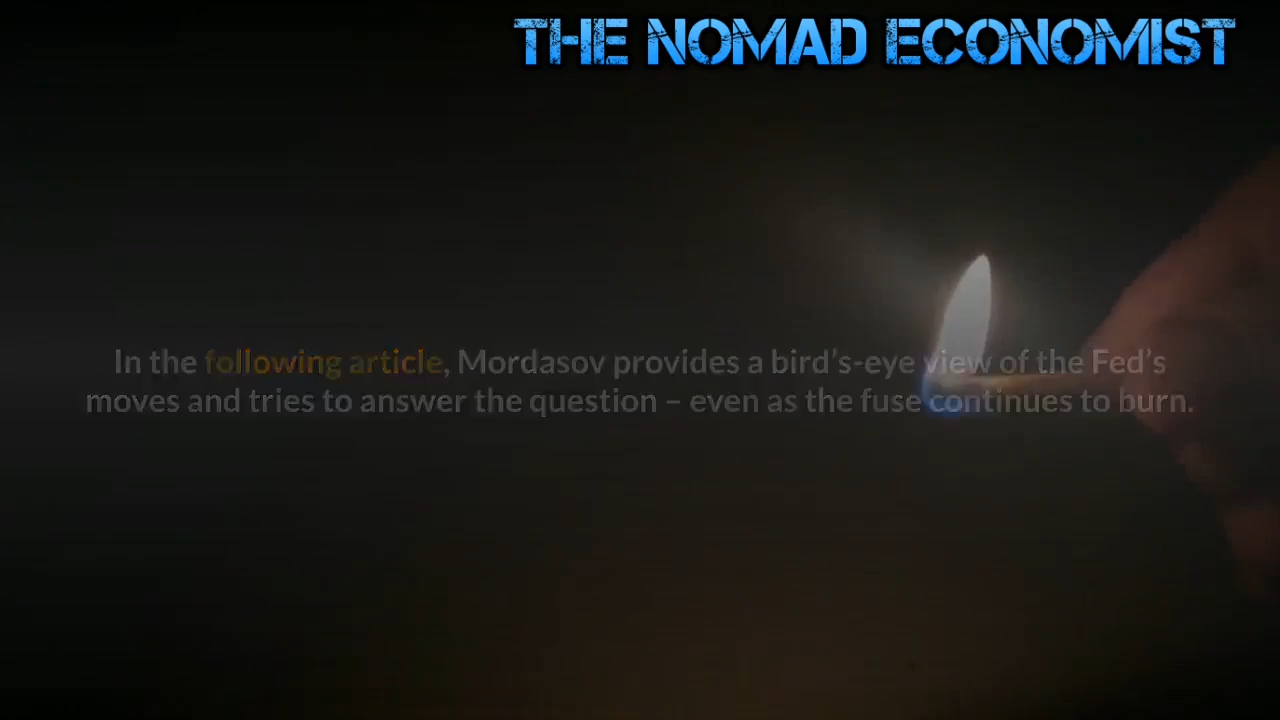 THE NOMAD ECONOMIST
In the following article, Mordasov provides a bird’s-eye view of the Fed’s
moves and tries to answer the question – even as the fuse continues to burn.